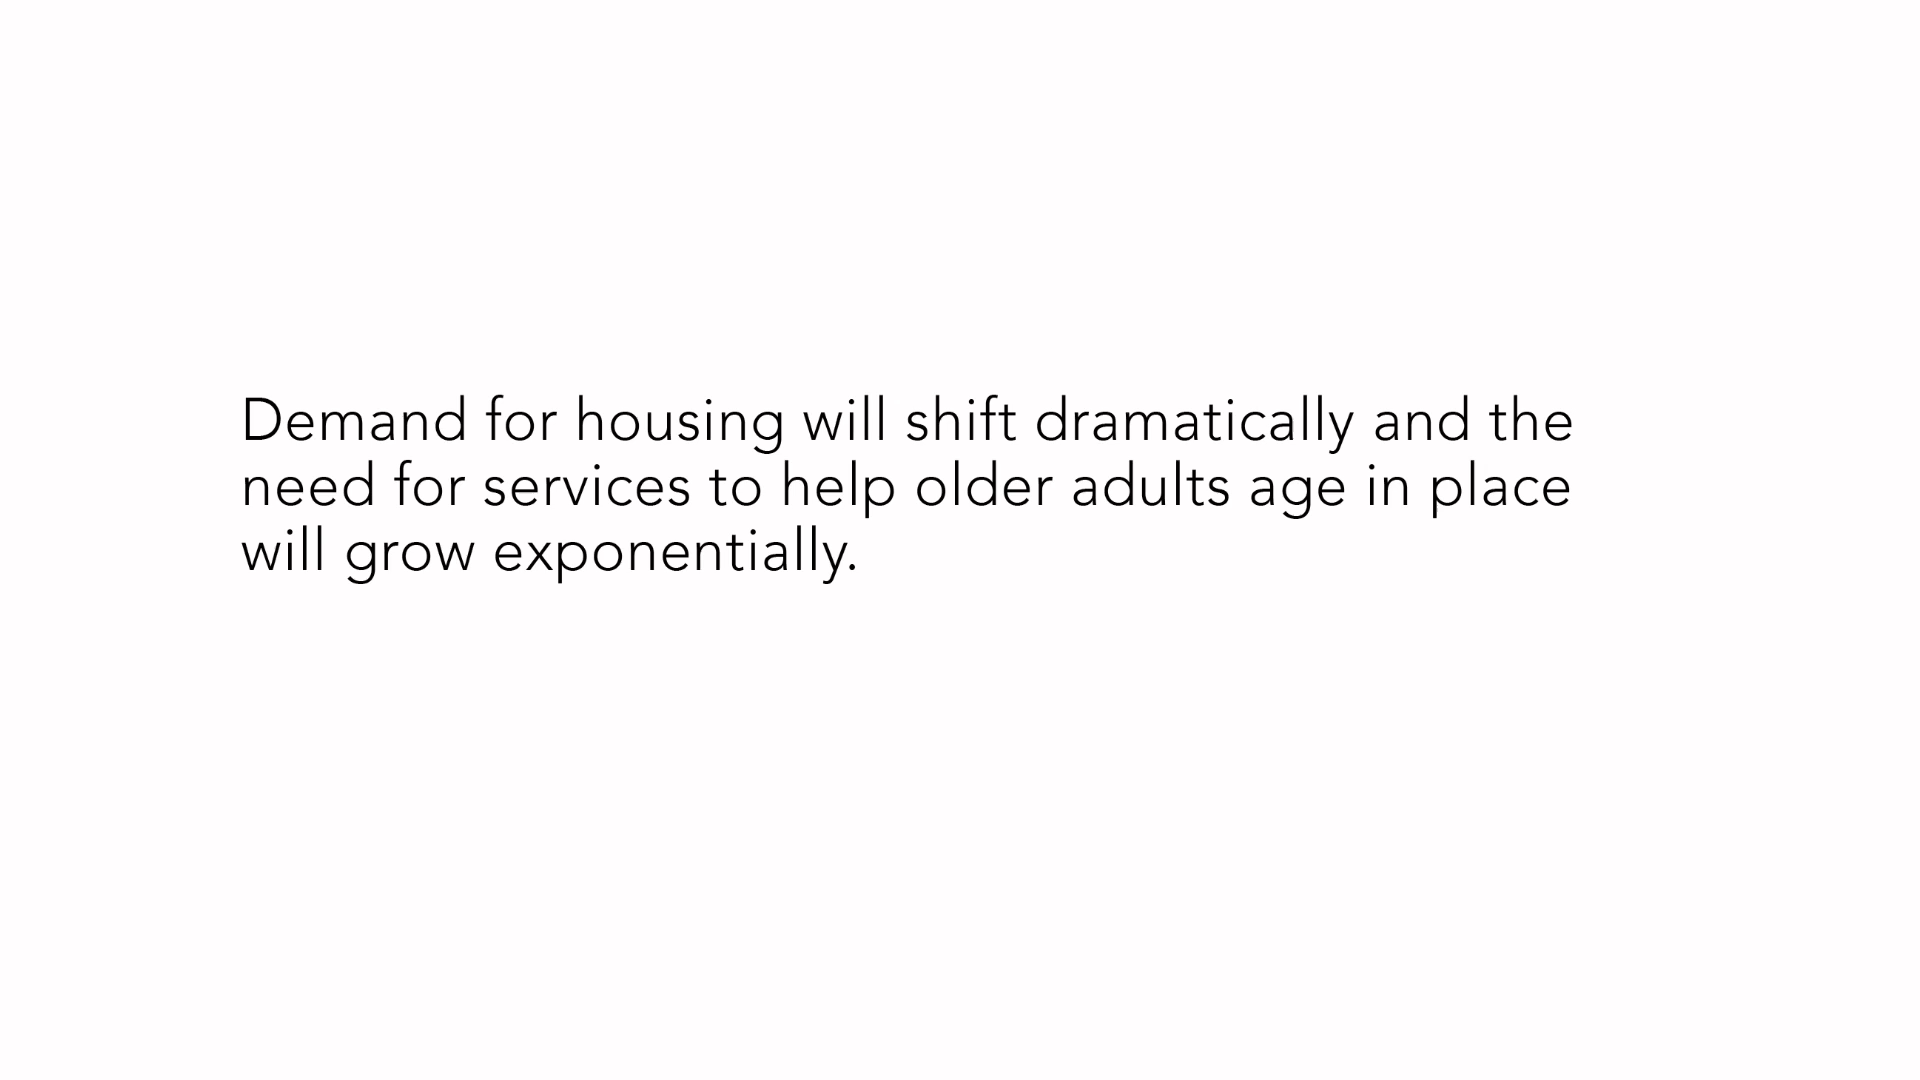 Demand for housing will shift dramatically and the
need for services to help older adults age in place
will grow exponentially.